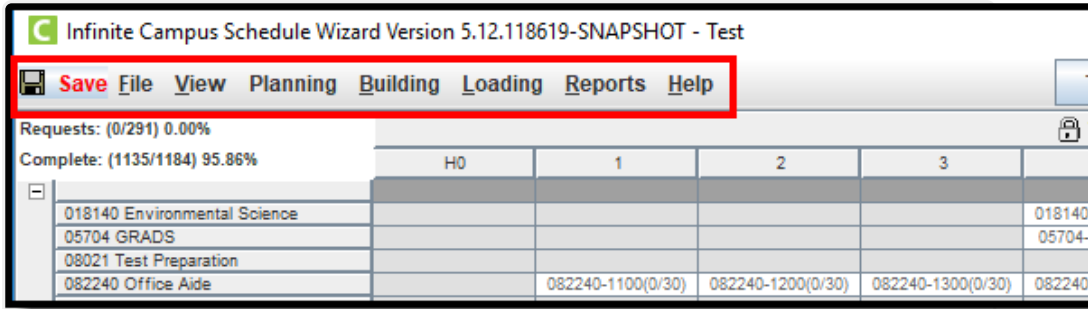 Infinite Campus Schedule Wizard Version 5.12.118619-SNAPSHOT - Test
Save File View Planning Building Loading Reports Help
Requests: (0/291) 0.00%
Complete: (1135/1184) 95.86%
H0 1 2 3
018140 Environmental Science 018140
05704 GRADS 05704-
08021 Test Preparation
082240 Office Aide 082240-1100(0/30) 082240-1200(0/30) 082240-1300(0/30) 082240